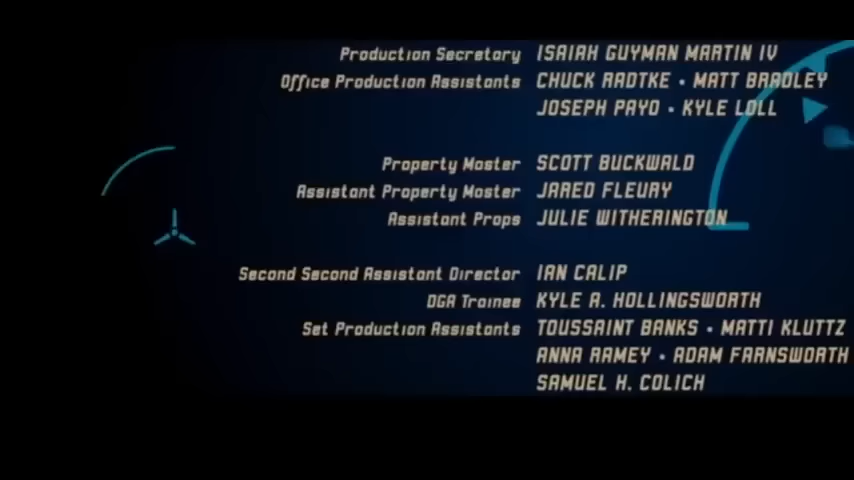 Production Secretary ISAIAH GUYMAN MARTIN IV
Office Production Assistants CHUCK RADTKE • MATT BRADLEY
JOSEPH PAYO • KYLE LOLL
Property Master SCOTT BUCKWALD
Assistant Property Master JARED FLEURY
Assistant Props JULIE WITHERINGTON
Second Second Assistant Director IAN CALIP
DGA Trainee KYLE A. HOLLINGSWORTH
Set Production Assistants TOUSSAINT BANKS • MATTI KLUTTZ
ANNA RAMEY • ADAM FARNSWORTH
SAMUEL H. COLICH